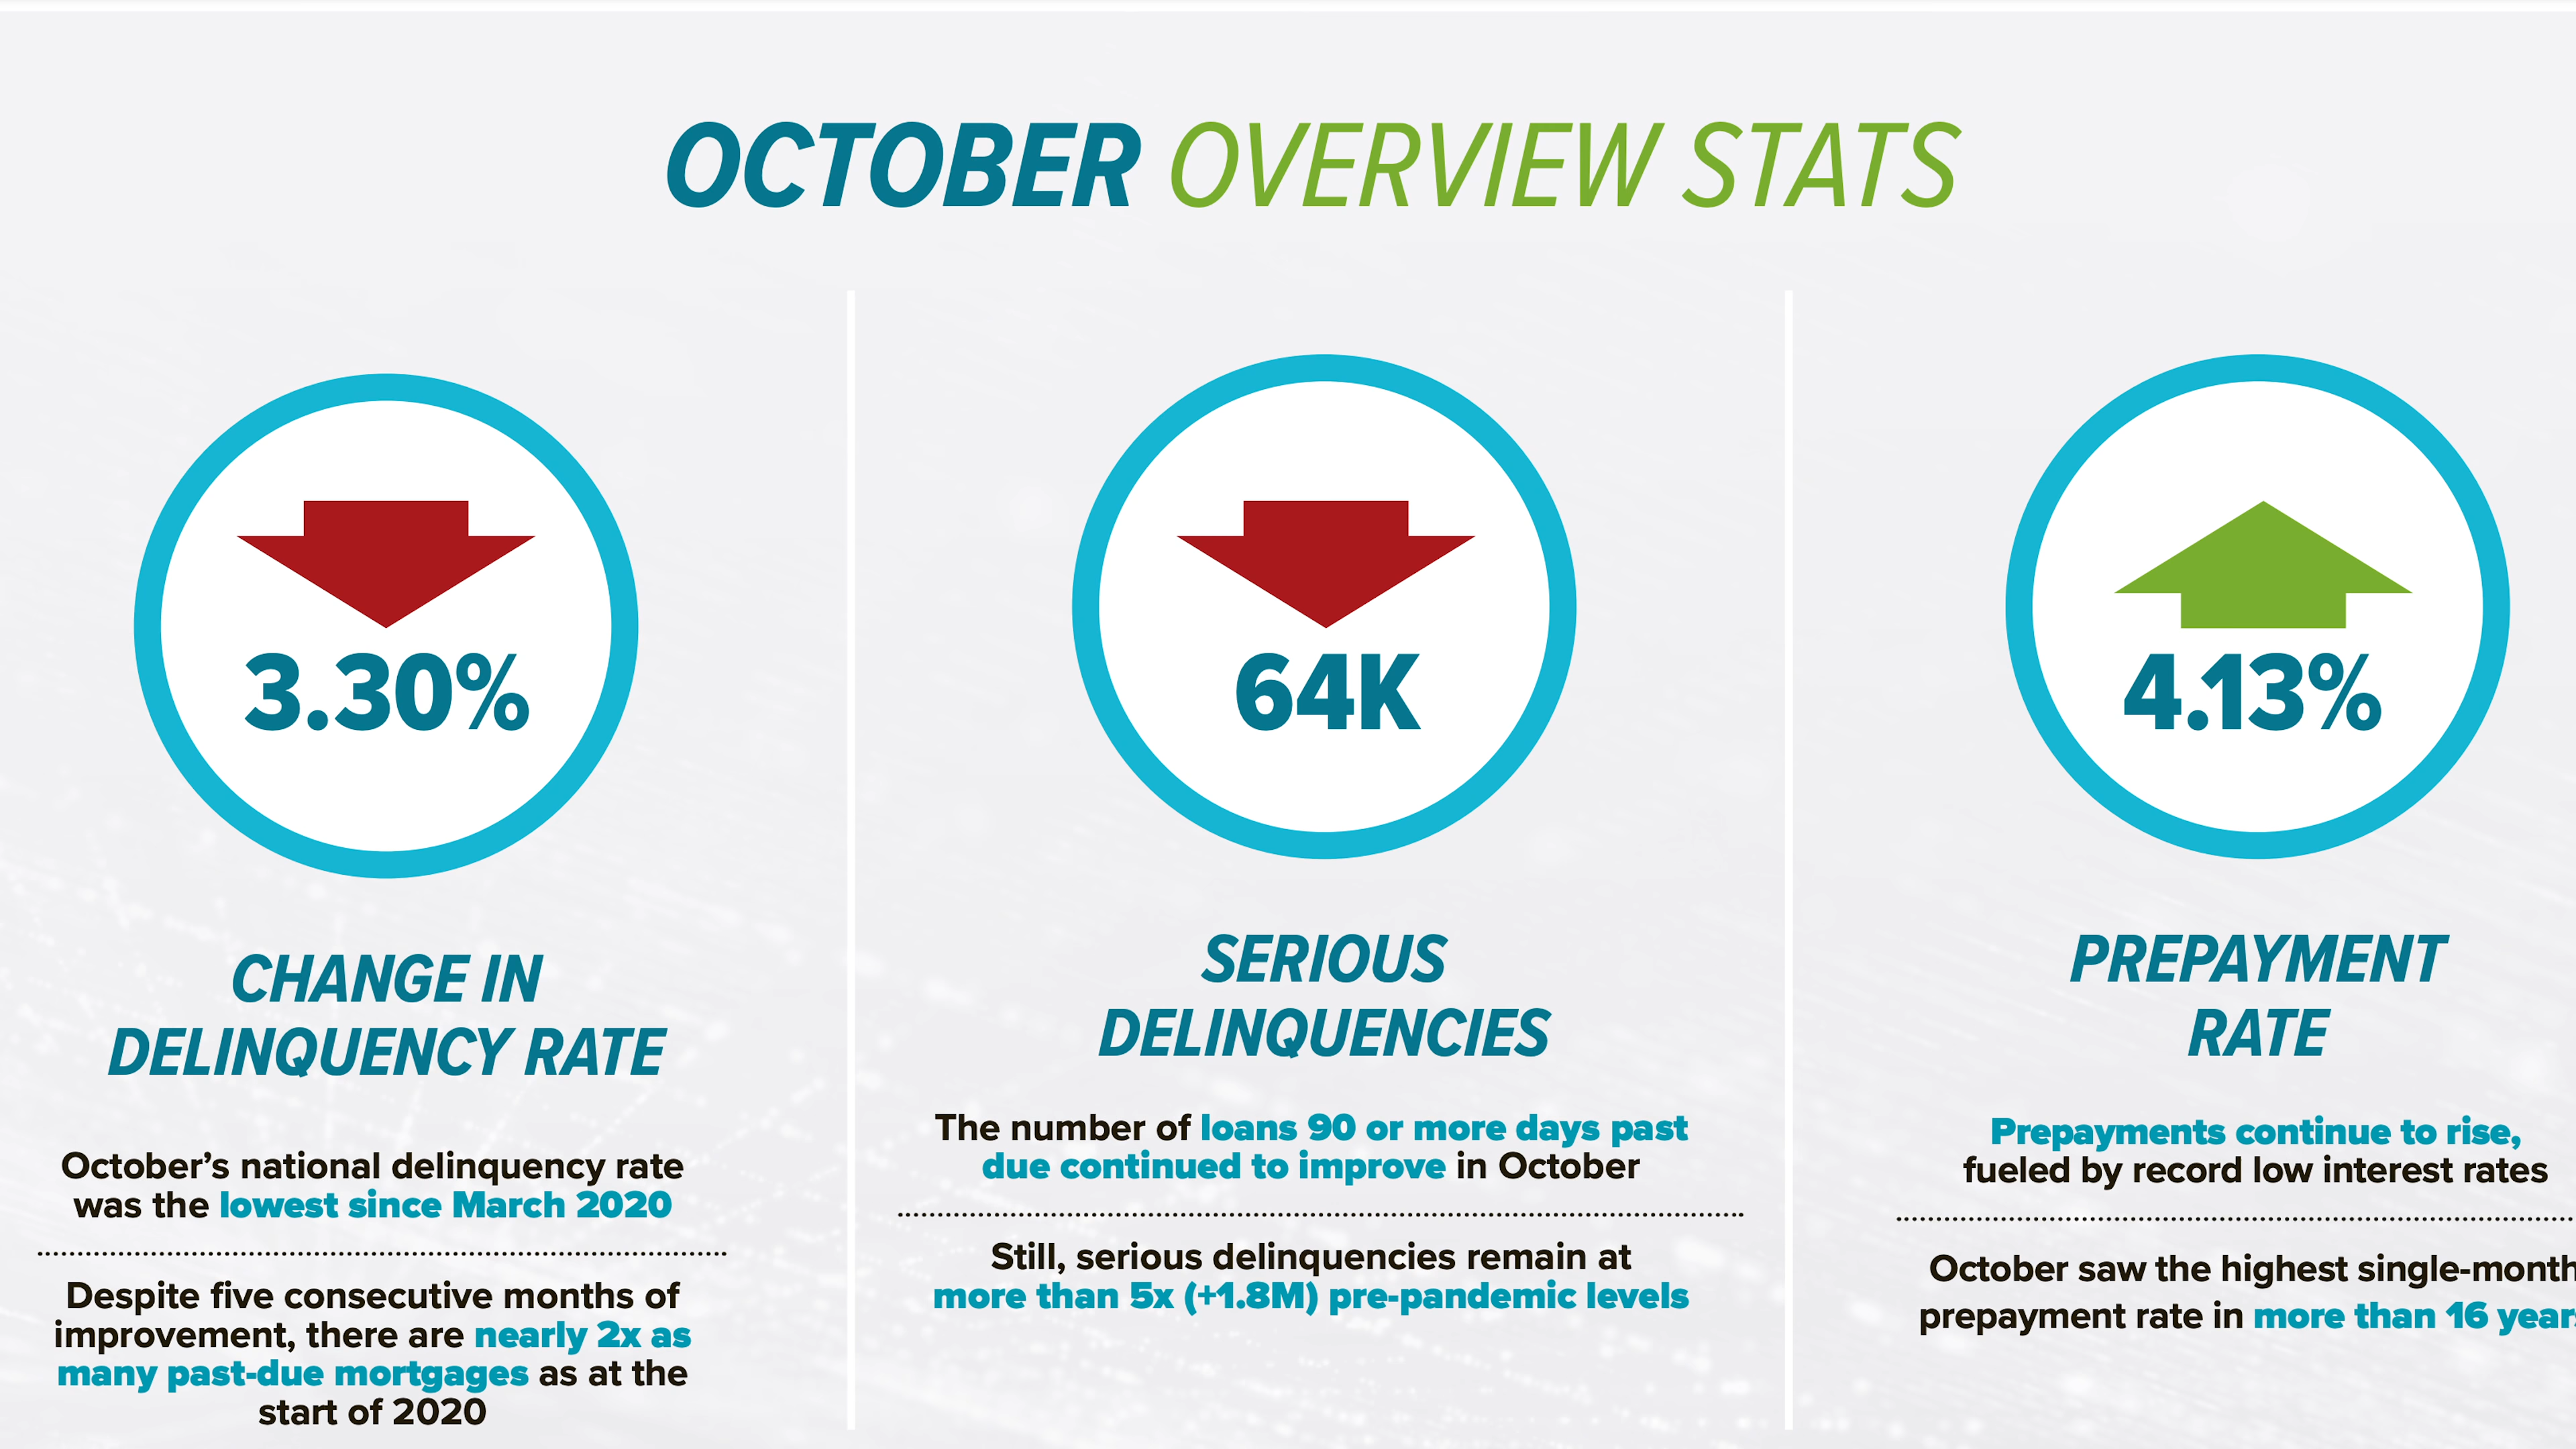 OCTOBER OVERVIEW STATS
3.30%
CHANGE IN
DELINQUENCY RATE
October's national delinquency rate
was the lowest since March 2020
Despite five consecutive months of
improvement, there are nearly 2x as
many past-due mortgages as at the
start of 2020
64K
SERIOUS
DELINQUENCIES
The number of loans 90 or more days past
due continued to improve in October
Still, serious delinquencies remain at
more than 5x (+1.8M) pre-pandemic levels
4.13%
PREPAYMENT
RATE
Prepayments continue to rise,
fueled by record low interest rates
October saw the highest single-month
prepayment rate in more than 16 years